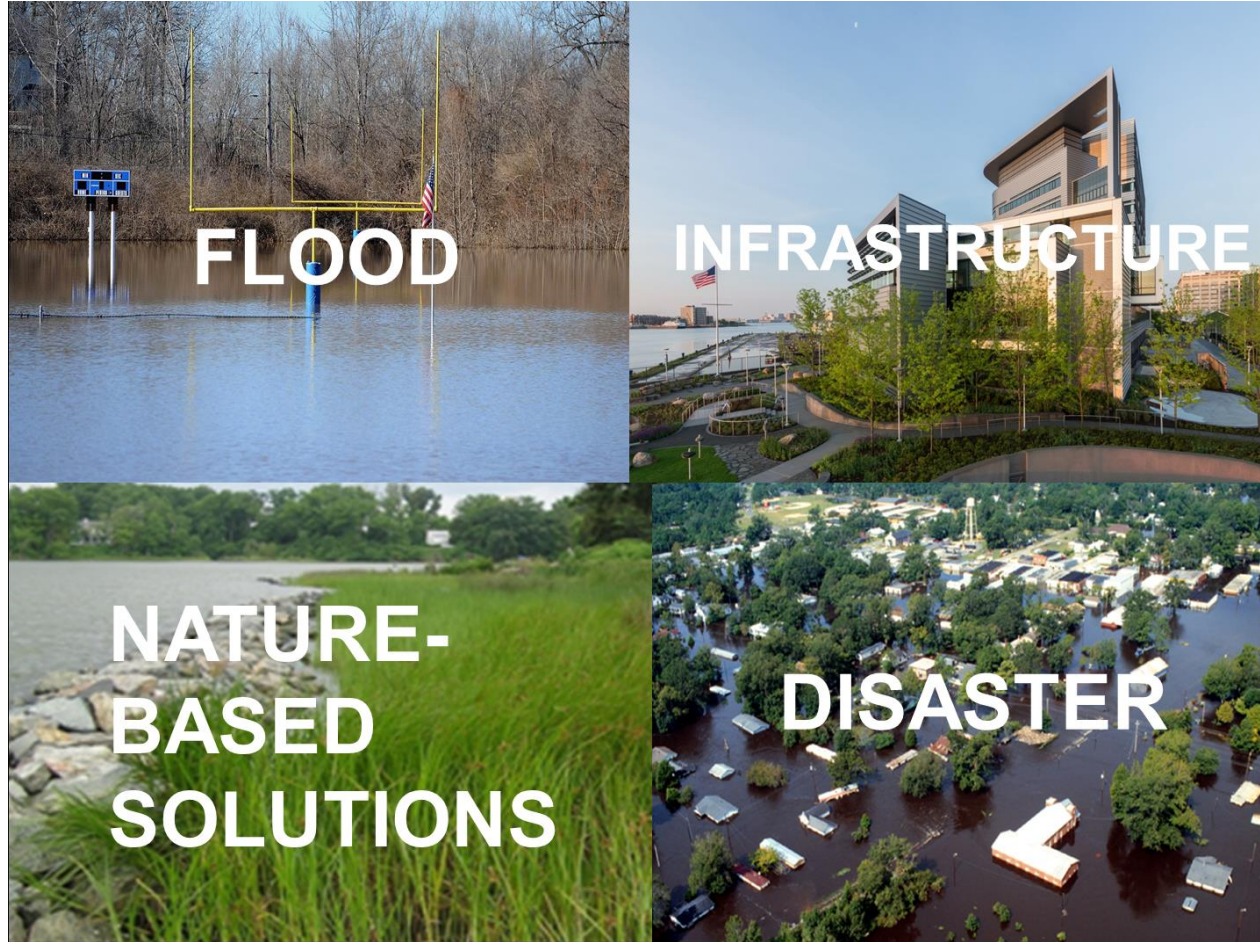 FLOOD
INFRASTRUCTURE
NATURE-
BASED
SOLUTIONS
DISASTER